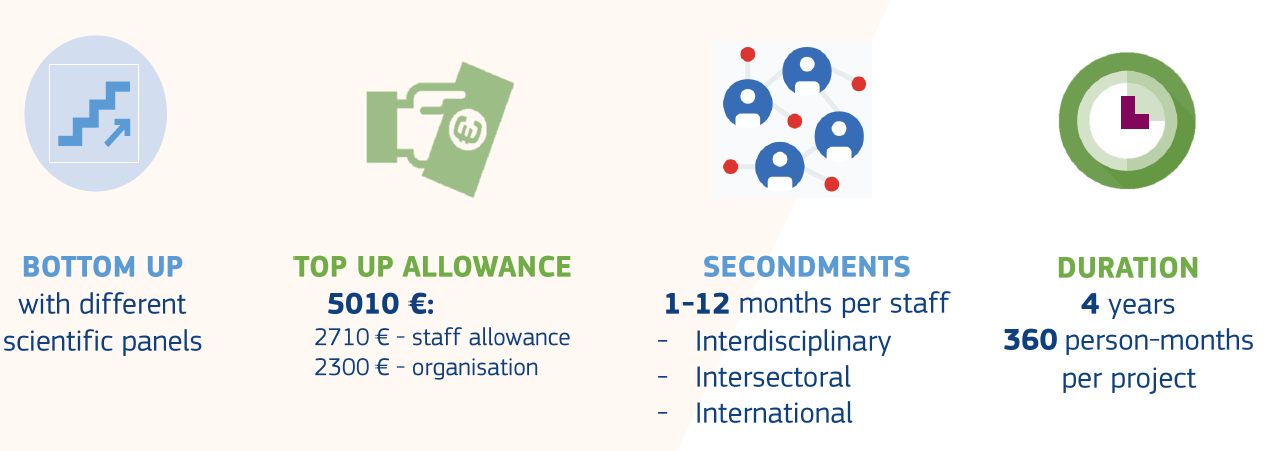 BOTTOM UP
with different
scientific panels
TOP UP ALLOWANCE
5010 €:
2710 € - staff allowance
2300 € - organisation
SECONDMENTS
1-12 months per staff
- Interdisciplinary
- Intersectoral
- International
DURATION
4 years
360 person-months
per project